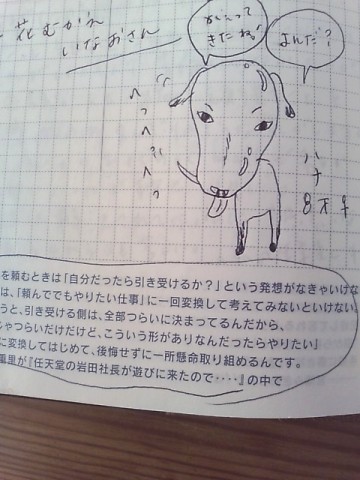 花むかえ
いなおさん
かえって
きたね!
よんだ?
へっへっへっ
ハナ
を頼むときは「自分だったら引き受けるか?」という発想がなきゃいけな
は、「頼んででもやりたい仕事」に一回変換して考えてみないといけない
うと、引き受ける側は、全部つらいに決まってるんだから、
ゃつらいだけだけど、こういう形がありなんだったらやりたい」
に変換してはじめて、後悔せずに一所懸命取り組めるんです。
重里が『任天堂の岩田社長が遊びに来たので‥‥』の中で